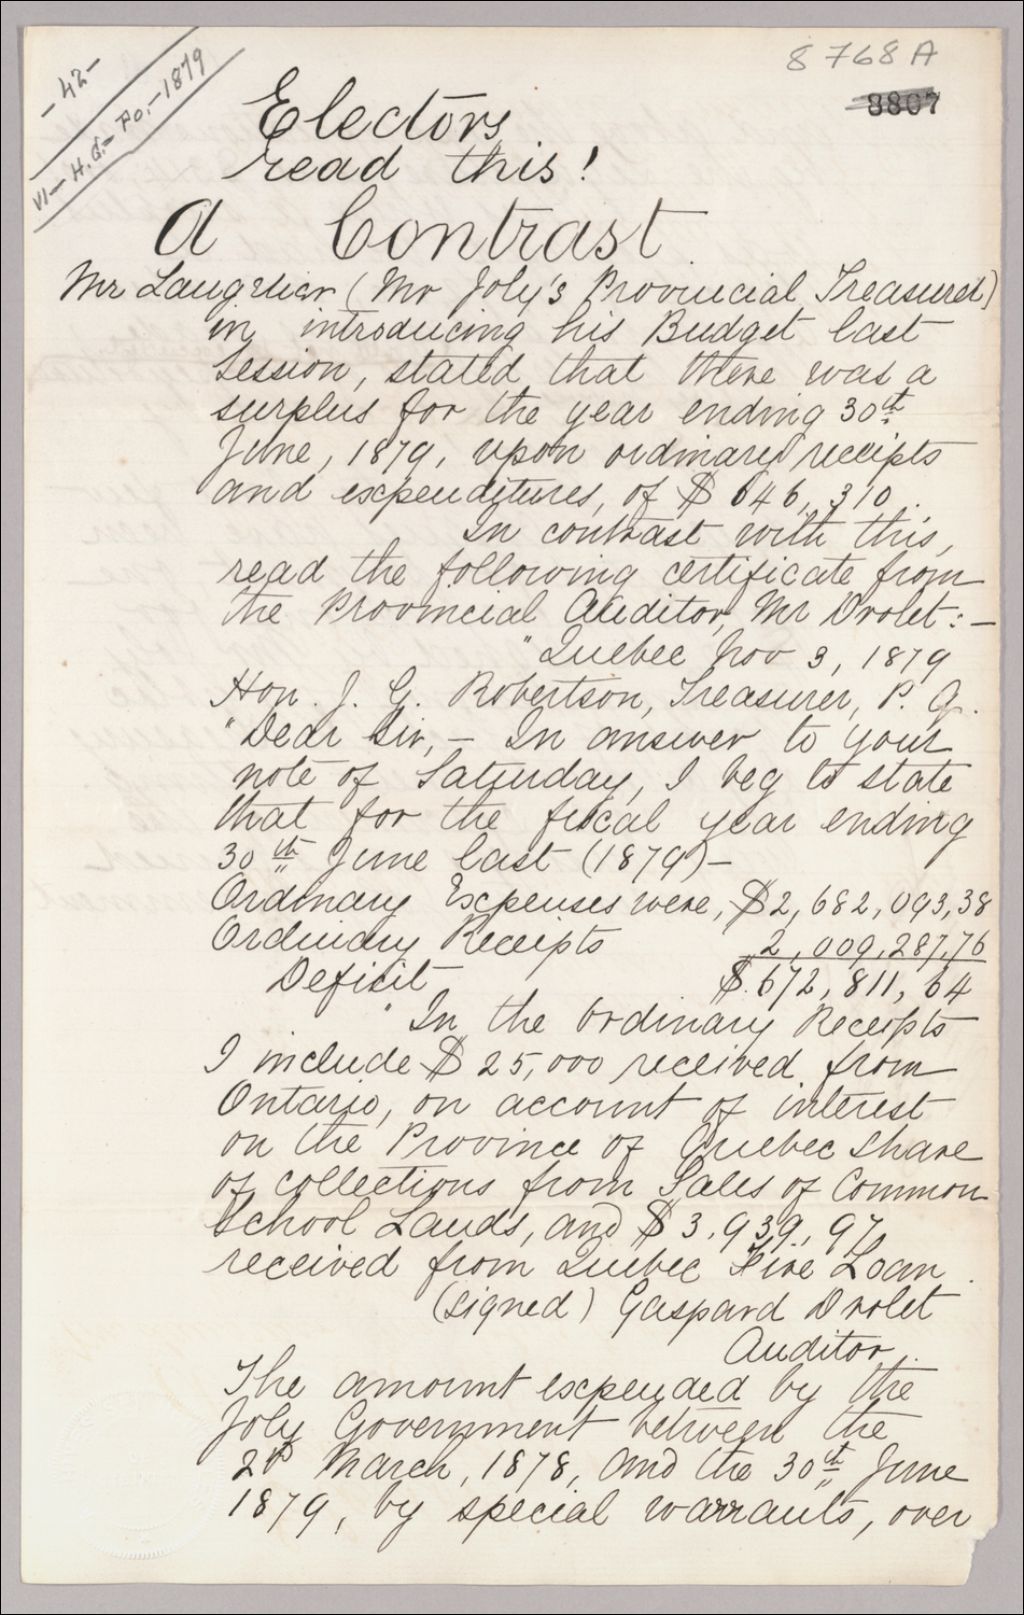 -42-
VI-H.G.-Fo.-1879
8768A
8807
Electors
read this!
A Contrast
Mr Langelier (Mr Joly's Provincial Treasurer)
in introducing his Budget last
Session, stated that there was a
surplus for the year ending 30th
June, 1879, upon ordinary receipts
and expenditures, of $ 646,310.
In contrast with this,
read the following certificate from
the Provincial Auditor, Mr Drolet:—
"Quebec Nov 3, 1879
Hon. J. G. Robertson, Treasurer, P. Q.
"Dear Sir,— In answer to your
note of Saturday, I beg to state
that for the fiscal year ending
30th June last (1879)—
Ordinary Expenses were, $2,682,093,38
Ordinary Receipts 2,009,287,76
Deficit $.672,811,64
"In the Ordinary Receipts
I include $25,000 received from
Ontario, on account of interest
on the Province of Quebec share
of collections from Sales of Common
School Lands, and $3,939,97
received from Quebec Fire Loan.
(signed) Gaspard Drolet
Auditor.
The amount expended by the
Joly Government between the
2nd March, 1878, and the 30th June
1879, by special warrants, over